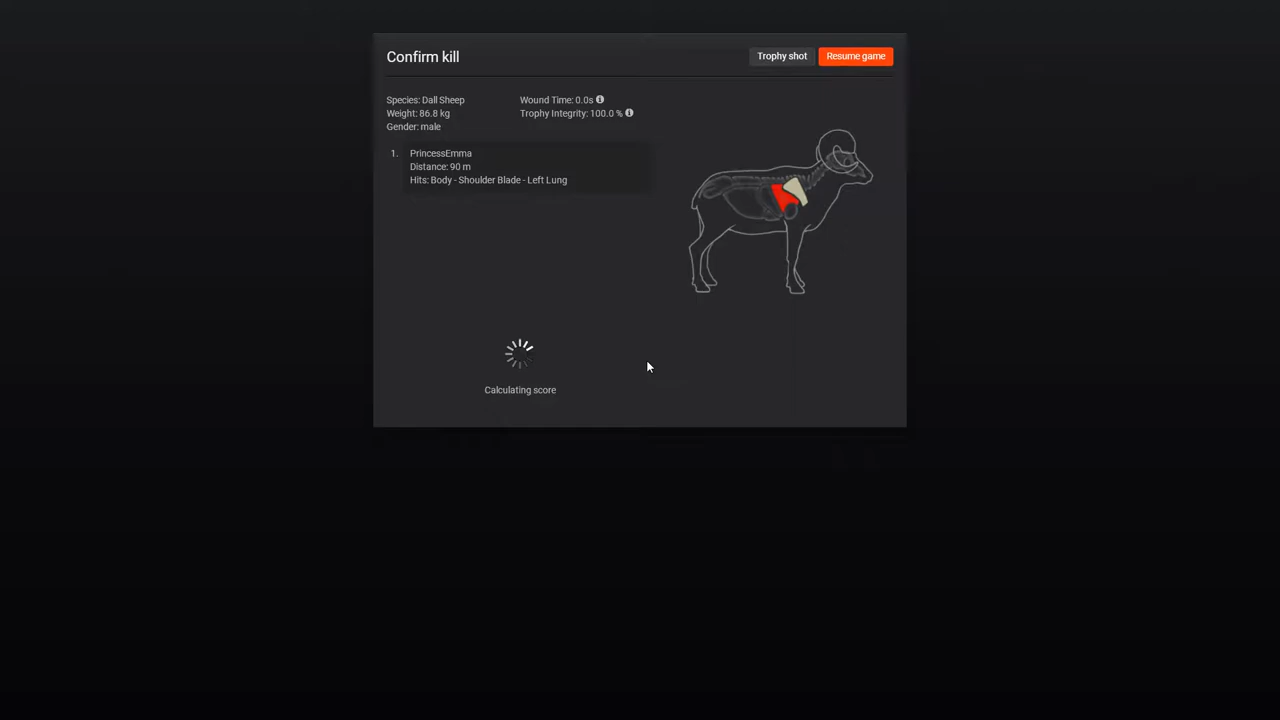 Confirm kill
Trophy shot
Resume game
Species: Dall Sheep
Wound Time: 0.0s
Weight: 86.8 kg
Trophy Integrity: 100.0 %
Gender: male
1. PrincessEmma
Distance: 90 m
Hits: Body - Shoulder Blade - Left Lung
Calculating score